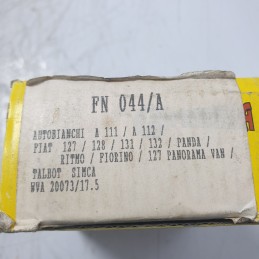 FN 044/A
AUTOBIANCHI A 111 / A 112 /
FIAT 127 / 128 / 131 / 132 / PANDA /
RITMO / FIORINO / 127 PANORAMA VAN /
TALBOT SIMCA
WVA 20073/17.5